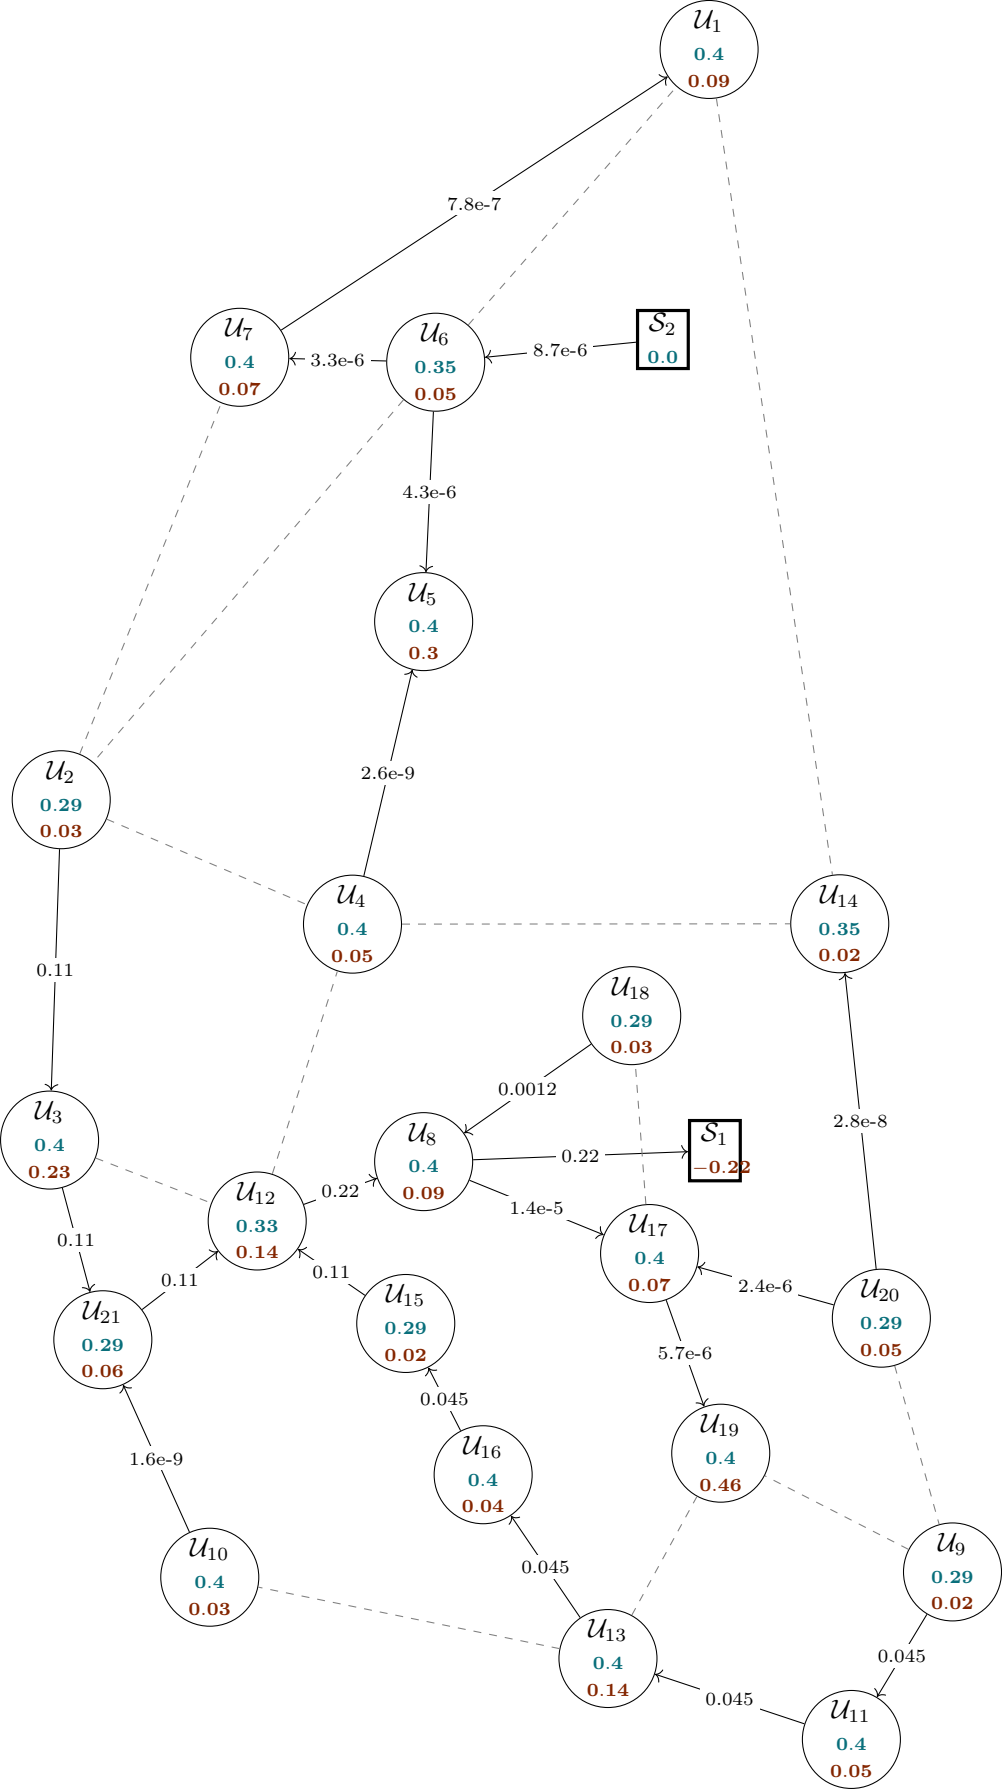 𝒰1
0.4
0.09
7.8e-7
𝒰7
0.4
0.07
3.3e-6
𝒰6
0.35
0.05
8.7e-6
𝒮2
0.0
4.3e-6
𝒰5
0.4
0.3
2.6e-9
𝒰2
0.29
0.03
𝒰4
0.4
0.05
𝒰14
0.35
0.02
0.11
𝒰18
0.29
0.03
0.0012
2.8e-8
𝒰3
0.4
0.23
𝒰8
0.4
0.09
0.22
𝒮1
−0.22
𝒰12
0.33
0.14
0.22
1.4e-5
𝒰17
0.4
0.07
0.11
0.11
0.11
2.4e-6
𝒰21
0.29
0.06
𝒰15
0.29
0.02
𝒰20
0.29
0.05
5.7e-6
0.045
𝒰19
0.4
0.46
1.6e-9
𝒰16
0.4
0.04
𝒰10
0.4
0.03
0.045
𝒰9
0.29
0.02
𝒰13
0.4
0.14
0.045
0.045
𝒰11
0.4
0.05